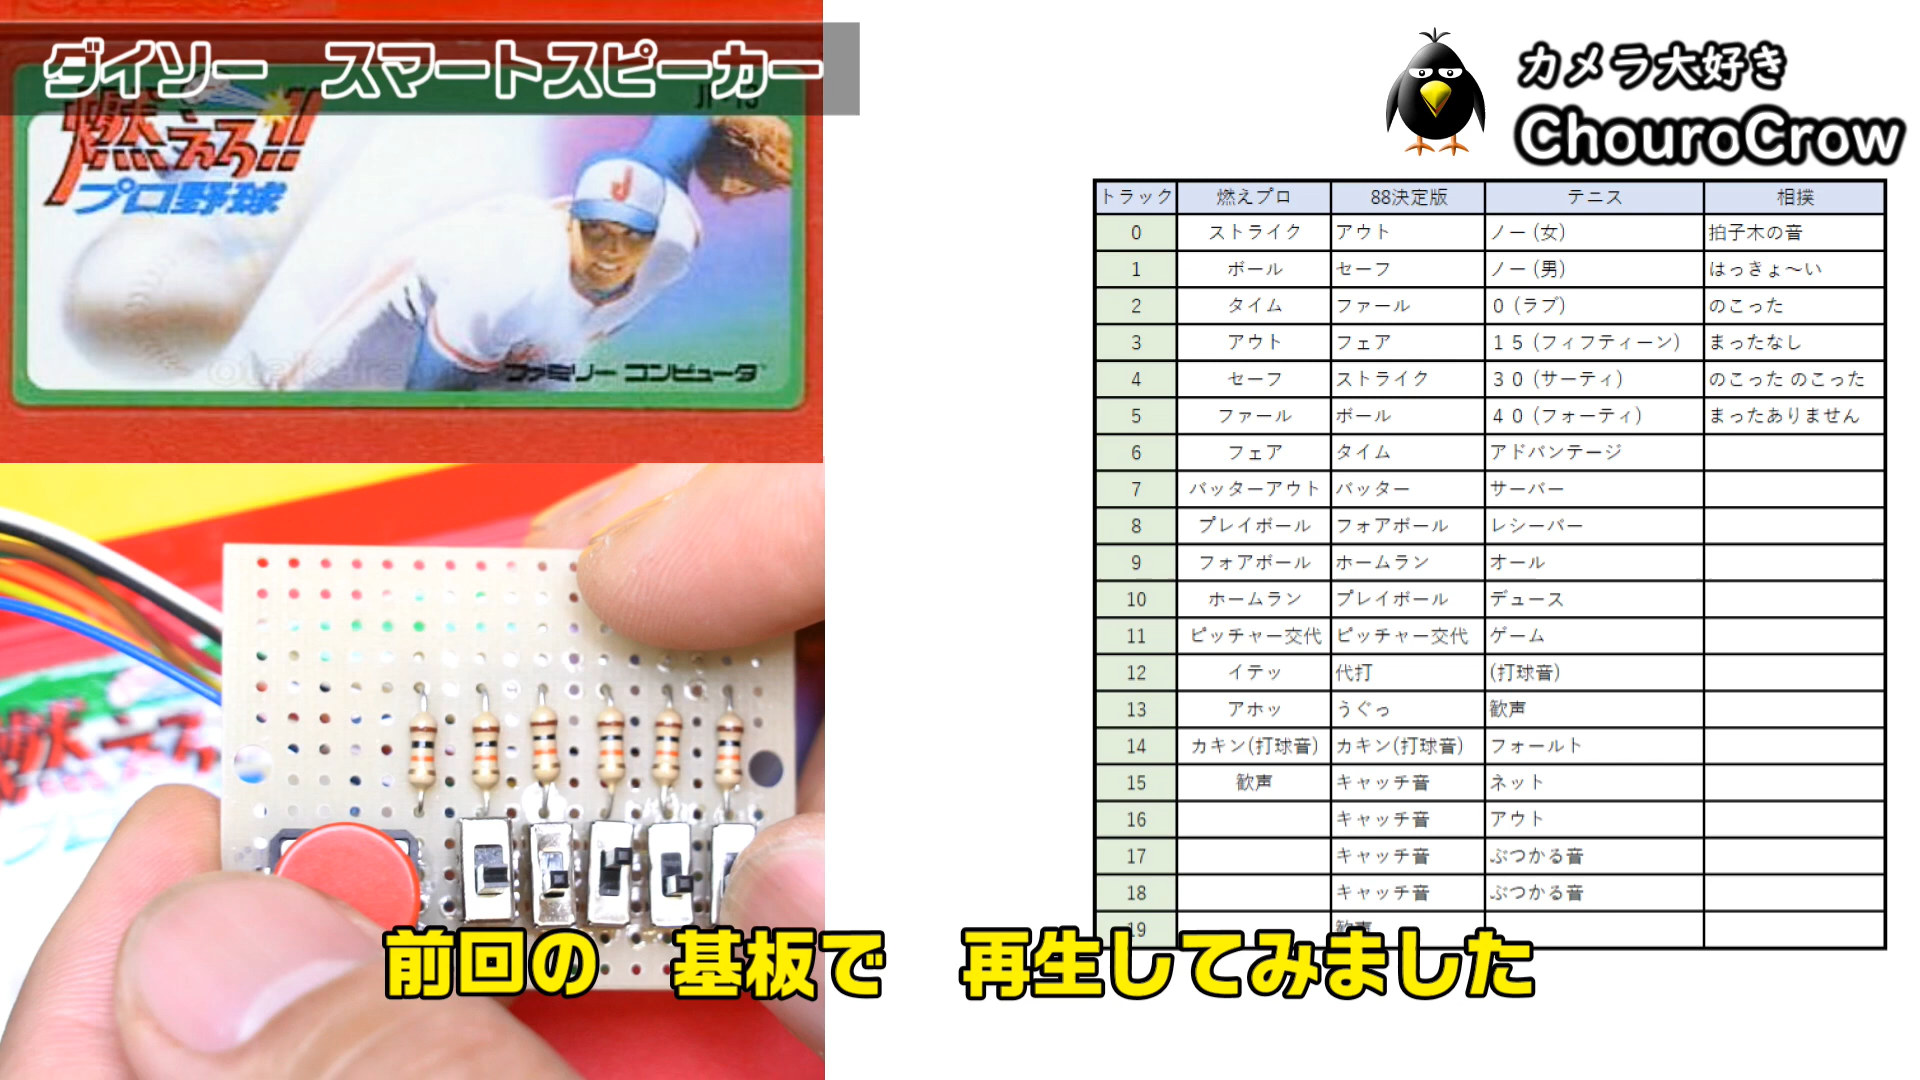 ダイソー　スマートスピーカー
JF-13
燃えろ!!
プロ野球
ファミリー コンピュータ
カメラ大好き
ChouroCrow
トラック 燃えプロ 88決定版 テニス 相撲
0 ストライク アウト ノー (女) 拍子木の音
1 ボール セーフ ノー (男) はっきょ～い
2 タイム ファール 0 (ラブ) のこった
3 アウト フェア １５ (フィフティーン) まったなし
4 セーフ ストライク ３０ (サーティ) のこった のこった
5 ファール ボール ４０ (フォーティ) まったありません
6 フェア タイム アドバンテージ
7 バッターアウト バッター サーバー
8 プレイボール フォアボール レシーバー
9 フォアボール ホームラン オール
10 ホームラン プレイボール デュース
11 ピッチャー交代 ピッチャー交代 ゲーム
12 イテッ 代打 (打球音)
13 アホッ うぐっ 歓声
14 カキン(打球音) カキン(打球音) フォールト
15 歓声 キャッチ音 ネット
16 キャッチ音 アウト
17 キャッチ音 ぶつかる音
18 キャッチ音 ぶつかる音
19 歓声
燃えろ
プロ
前回の　基板で　再生してみました